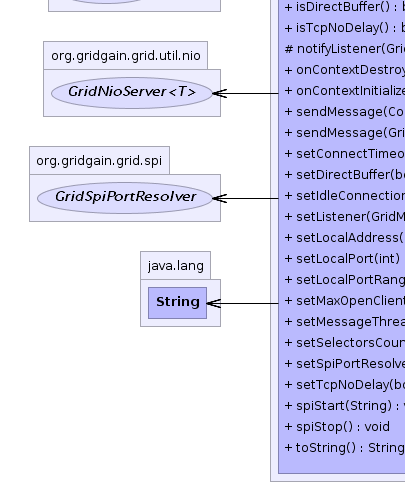 org.gridgain.grid.util.nio
GridNioServer<T>
org.gridgain.grid.spi
GridSpiPortResolver
java.lang
String
+ isDirectBuffer() : b
+ isTcpNoDelay() : b
# notifyListener(Gri
+ onContextDestroy
+ onContextInitialize
+ sendMessage(Co
+ sendMessage(Gri
+ setConnectTimeo
+ setDirectBuffer(bo
+ setIdleConnection
+ setListener(GridM
+ setLocalAddress(
+ setLocalPort(int)
+ setLocalPortRang
+ setMaxOpenClient
+ setMessageThrea
+ setSelectorsCoun
+ setSpiPortResolve
+ setTcpNoDelay(bo
+ spiStart(String) : v
+ spiStop() : void
+ toString() : String